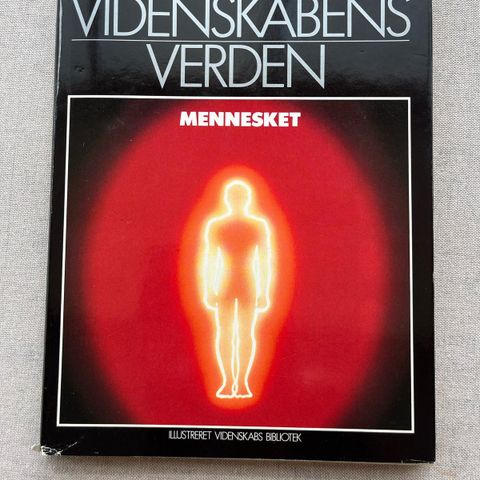 VIDENSKABENS
VERDEN
MENNESKET
ILLUSTRERET VIDENSKABS BIBLIOTEK